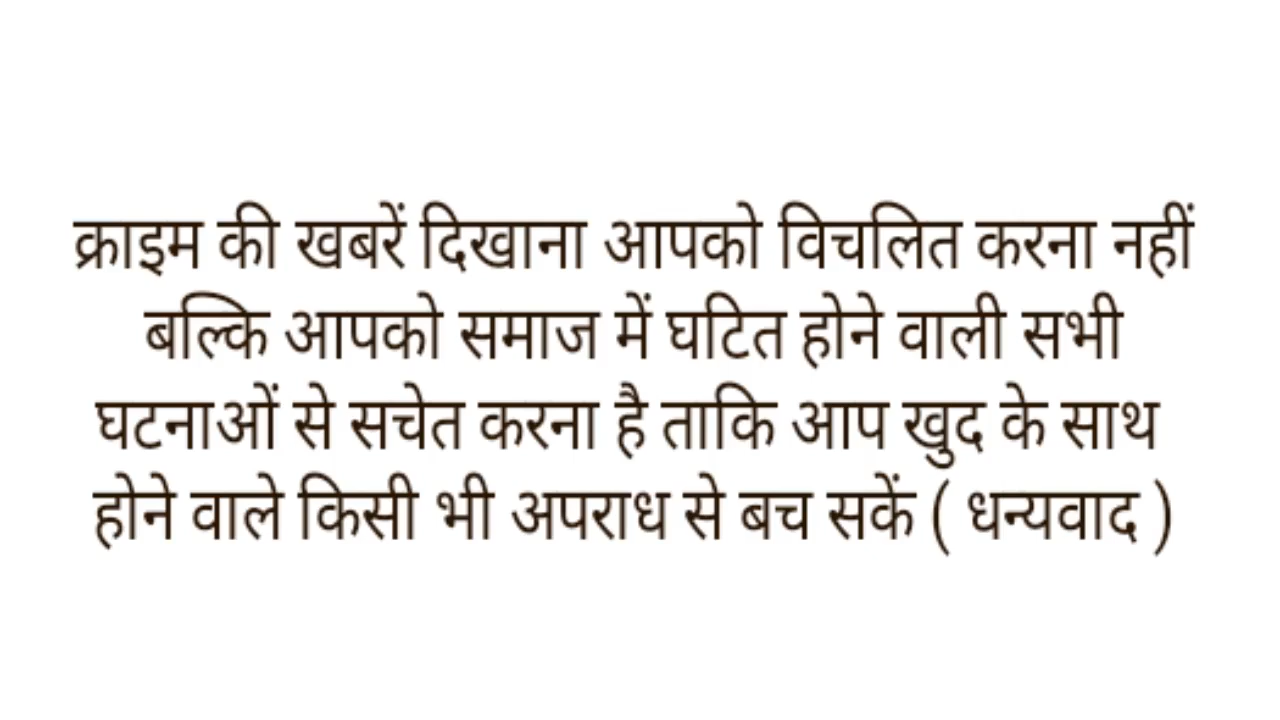 क्राइम की खबरें दिखाना आपको विचलित करना नहीं
बल्कि आपको समाज में घटित होने वाली सभी
घटनाओं से सचेत करना है ताकि आप खुद के साथ
होने वाले किसी भी अपराध से बच सकें ( धन्यवाद )